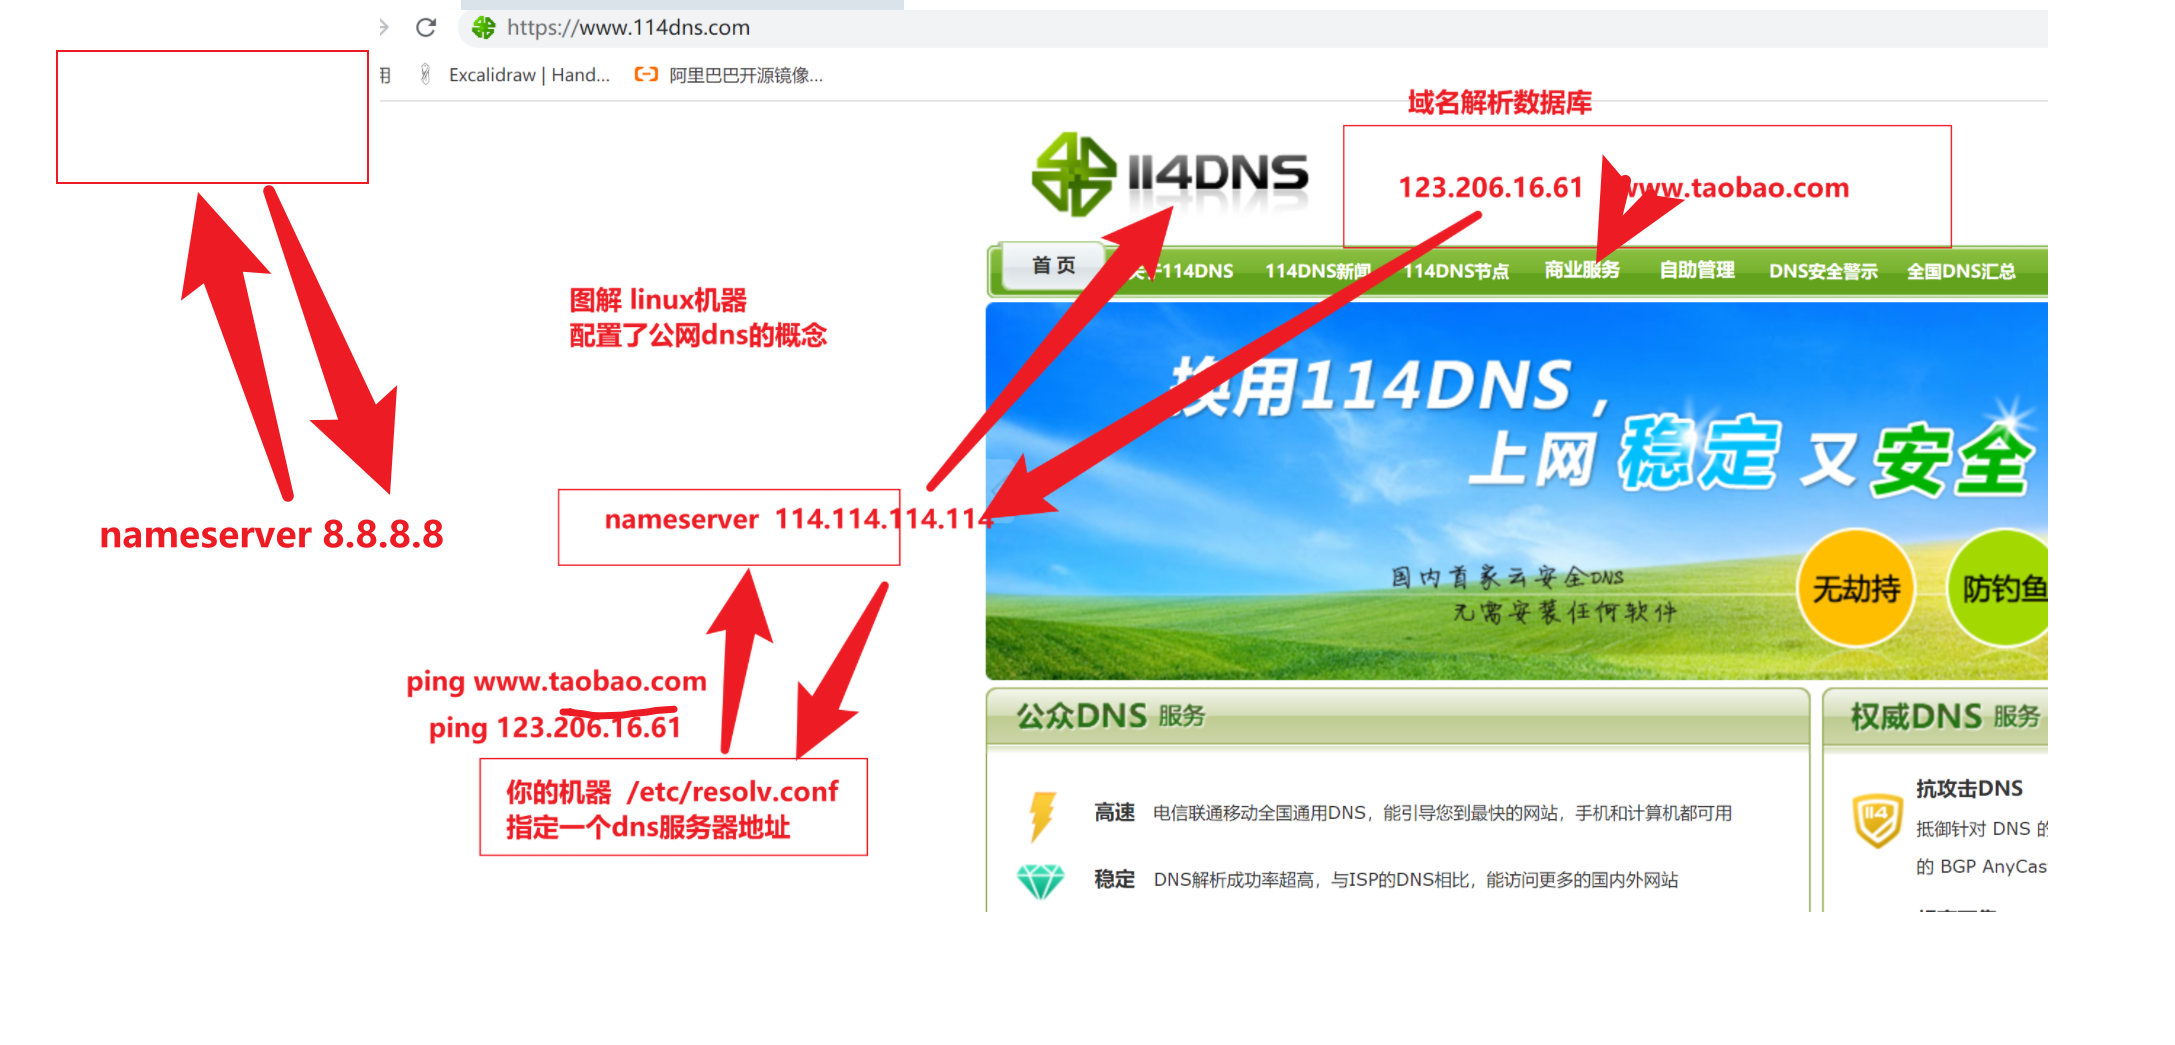 https://www.114dns.com
用
Excalidraw | Hand...
阿里巴巴开源镜像...
域名解析数据库
114DNS
123.206.16.61 www.taobao.com
首页
于114DNS
114DNS新闻
114DNS节点
商业服务
自助管理
DNS安全警示
全国DNS汇总
图解 linux机器
配置了公网dns的概念
换用114DNS,
上网 稳定 又 安全
nameserver 8.8.8.8
nameserver 114.114.114.114
国内首家云安全DNS
无需安装任何软件
无劫持
防钓鱼
ping www.taobao.com
ping 123.206.16.61
你的机器 /etc/resolv.conf
指定一个dns服务器地址
公众DNS 服务
高速 电信联通移动全国通用DNS，能引导您到最快的网站，手机和计算机都可用
稳定 DNS解析成功率超高，与ISP的DNS相比，能访问更多的国内外网站
权威DNS 服务
114
抗攻击DNS
抵御针对 DNS 的
的 BGP AnyCas